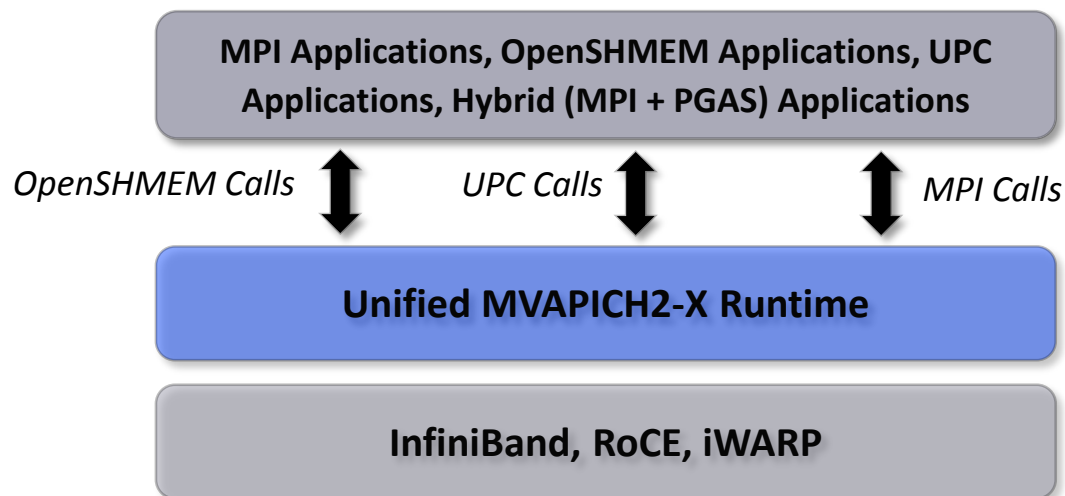 MPI Applications, OpenSHMEM Applications, UPC
Applications, Hybrid (MPI + PGAS) Applications
OpenSHMEM Calls
UPC Calls
MPI Calls
Unified MVAPICH2-X Runtime
InfiniBand, RoCE, iWARP